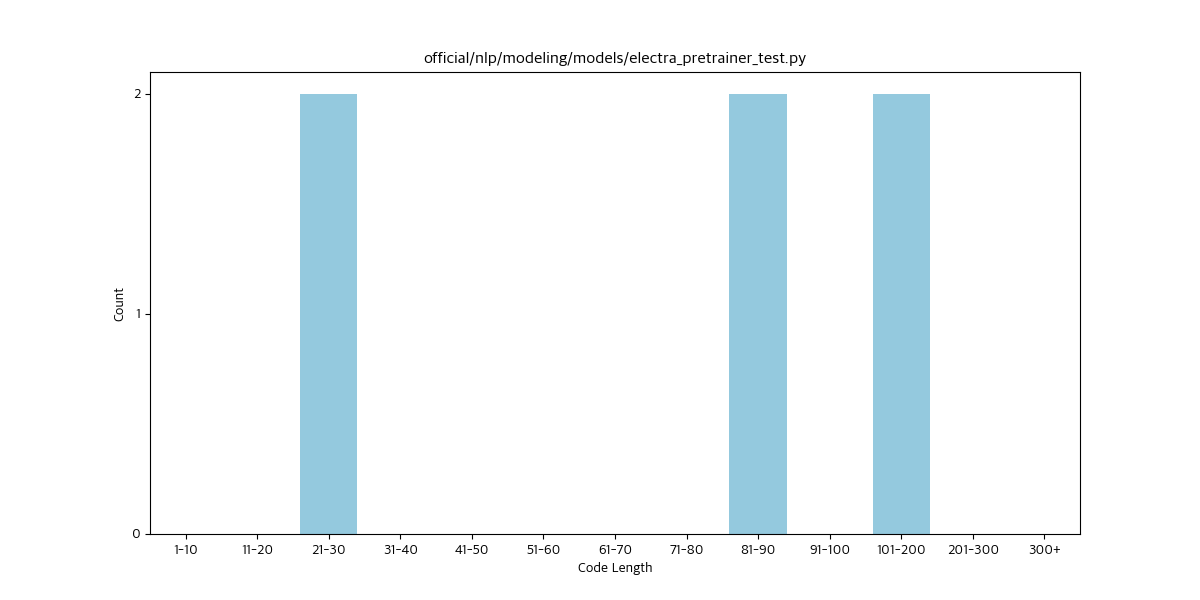 official/nlp/modeling/models/electra_pretrainer_test.py
2
1
0
Count
1-10 11-20 21-30 31-40 41-50 51-60 61-70 71-80 81-90 91-100 101-200 201-300 300+
Code Length